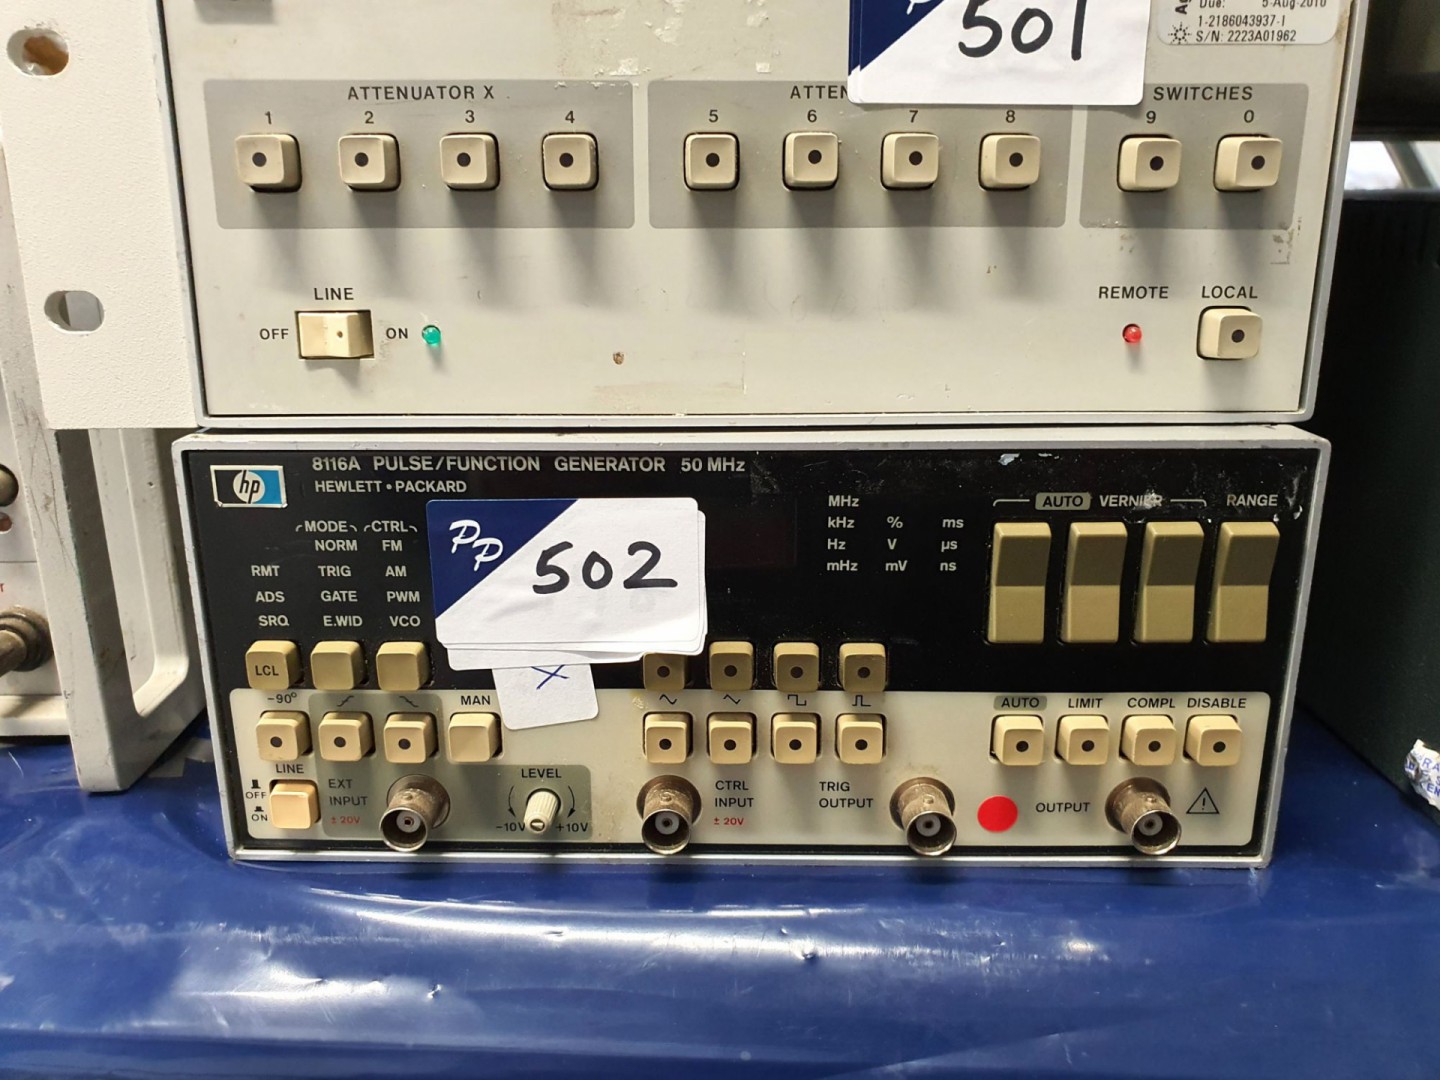 501
Due: 5-Aug-2010
1-2186043937-1
S/N: 2223A01962
ATTENUATOR X
ATTEN
SWITCHES
1 2 3 4 5 6 7 8 9 0
LINE
OFF ON
REMOTE LOCAL
hp
8116A PULSE/FUNCTION GENERATOR 50 MHz
HEWLETT • PACKARD
PP 502
X
MODE CTRL
NORM FM
RMT TRIG AM
ADS GATE PWM
SRQ E.WID VCO
MHz
kHz % ms
Hz V µs
mHz mV ns
AUTO VERNIER RANGE
LCL
-90° MAN
AUTO LIMIT COMPL DISABLE
LINE
OFF
ON
EXT
INPUT
± 20V
LEVEL
-10V +10V
CTRL
INPUT
± 20V
TRIG
OUTPUT
OUTPUT